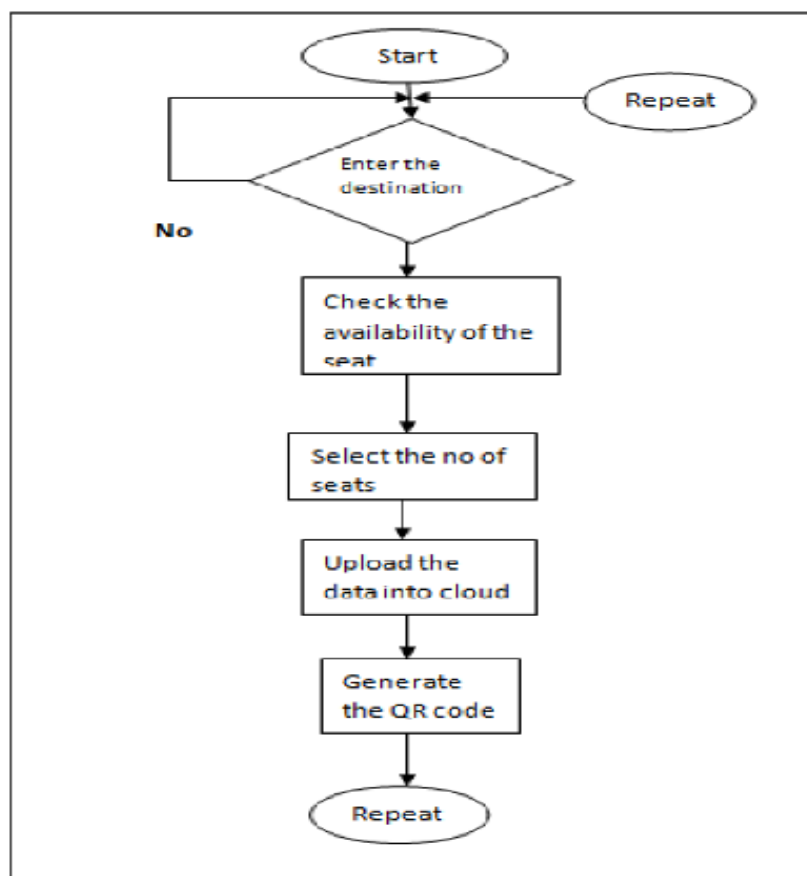 Start
Repeat
Enter the
destination
No
Check the
availability of the
seat
Select the no of
seats
Upload the
data into cloud
Generate
the QR code
Repeat